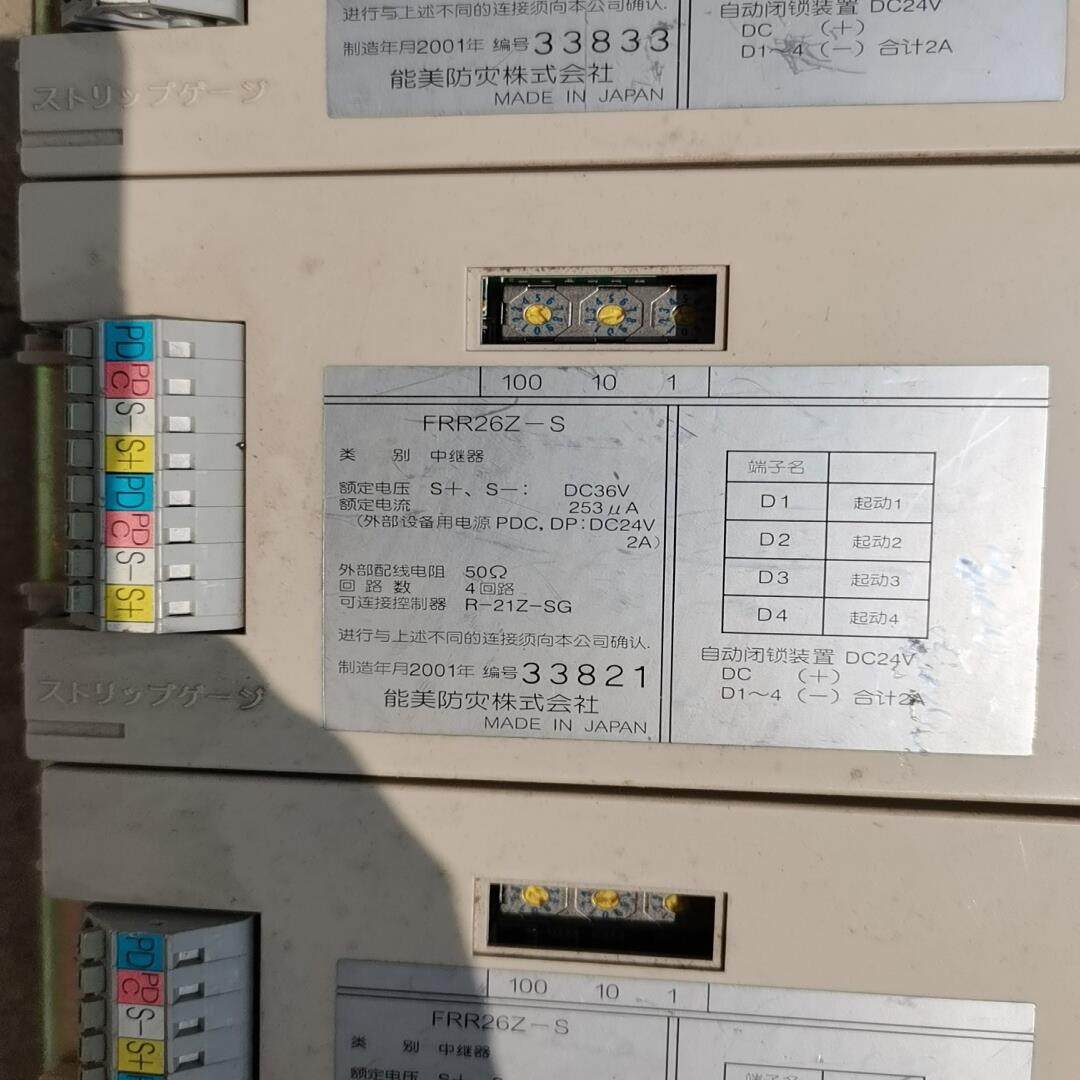 进行与上述不同的连接须向本公司确认.
制造年月2001年 编号33833
能美防灾株式会社
MADE IN JAPAN
自动闭锁装置 DC24V
DC (+)
D1~4 (-) 合计2A
ストリップゲージ
PD
PDC
S-
S+
PD
PDC
S-
S+
100 10 1
FRR26Z-S
类 别 中继器
额定电压 S+、S-: DC36V
额定电流 253μA
(外部设备用电源 PDC, DP:DC24V
2A)
外部配线电阻 50Ω
回路数 4回路
可连接控制器 R-21Z-SG
进行与上述不同的连接须向本公司确认.
制造年月2001年 编号33821
能美防灾株式会社
MADE IN JAPAN
端子名
D1 起动1
D2 起动2
D3 起动3
D4 起动4
自动闭锁装置 DC24V
DC (+)
D1~4 (-) 合计2A
ストリップゲージ
PD
PDC
S-
S+
100 10 1
FRR26Z-S
类 别 中继器
额定电压 S+
端子名